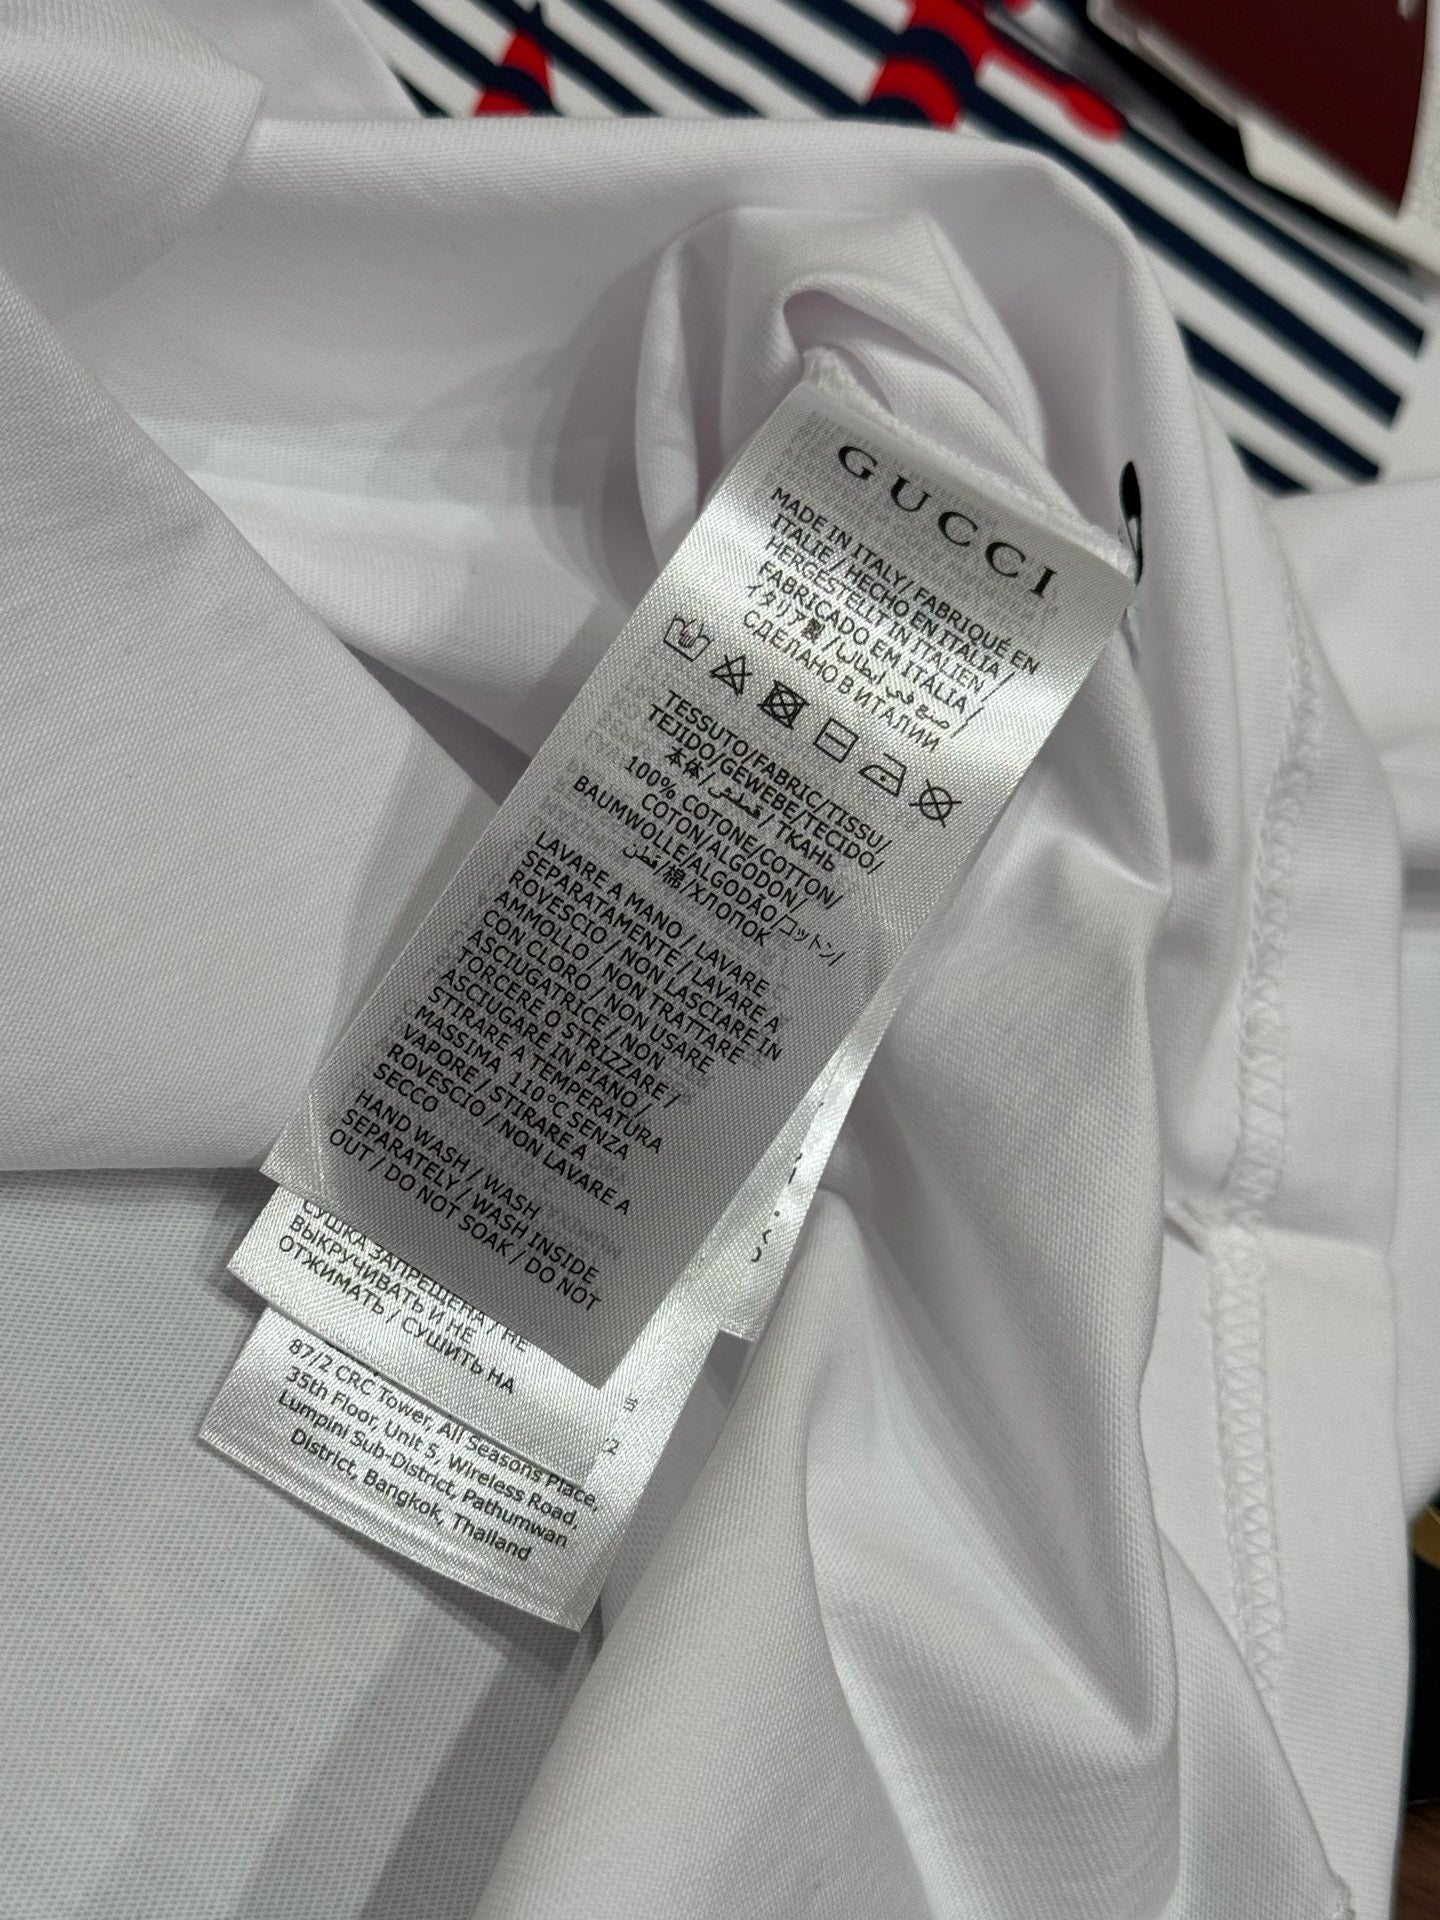 GUCCI
MADE IN ITALY/ FABRIQUÉ EN
ITALIE / HECHO EN ITALIA /
HERGESTELLT IN ITALIEN /
FABRICADO EM ITALIA /
イタリア製 / صنع في ايطاليا /
СДЕЛАНО В ИТАЛИИ
TESSUTO/FABRIC/TISSU/
TEJIDO/GEWEBE/TECIDO/
本体/قماش/ ТКАНЬ
100% COTONE/COTTON/
COTON/ALGODON/
BAUMWOLLE/ALGODÃO/コットン/
قطن/棉/ХЛОПОК
LAVARE A MANO / LAVARE
SEPARATAMENTE / LAVARE A
ROVESCIO / NON LASCIARE IN
AMMOLLO / NON TRATTARE
CON CLORO / NON USARE
ASCIUGATRICE / NON
TORCERE O STRIZZARE /
ASCIUGARE IN PIANO /
STIRARE A TEMPERATURA
MASSIMA 110°C SENZA
VAPORE / STIRARE A
ROVESCIO / NON LAVARE A
SECCO
HAND WASH / WASH
SEPARATELY / WASH INSIDE
OUT / DO NOT SOAK / DO NOT
СУШКА ЗАПРЕЩЕНА / НЕ
ВЫКРУЧИВАТЬ И НЕ
ОТЖИМАТЬ / СУШИТЬ НА
87/2 CRC Tower, All Seasons Place,
35th Floor, Unit 5, Wireless Road,
Lumpini Sub-District, Pathumwan
District, Bangkok, Thailand